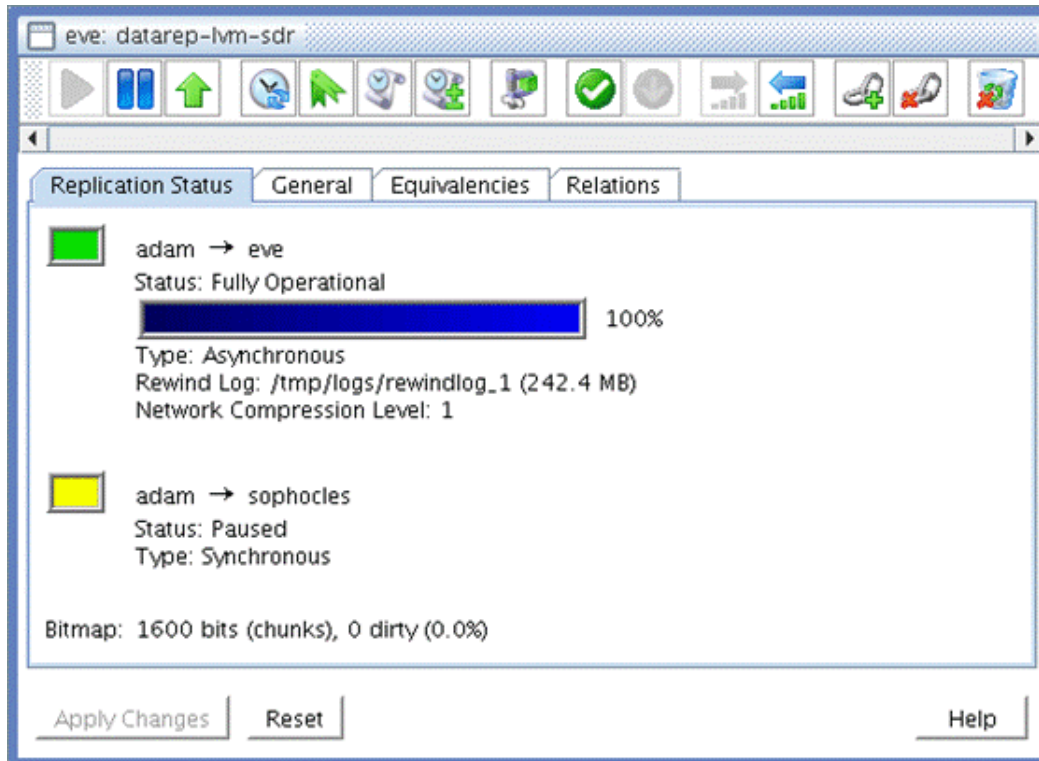 eve: datarep-lvm-sdr
Replication Status General Equivalencies Relations
adam → eve
Status: Fully Operational
100%
Type: Asynchronous
Rewind Log: /tmp/logs/rewindlog_1 (242.4 MB)
Network Compression Level: 1
adam → sophocles
Status: Paused
Type: Synchronous
Bitmap: 1600 bits (chunks), 0 dirty (0.0%)
Apply Changes Reset Help